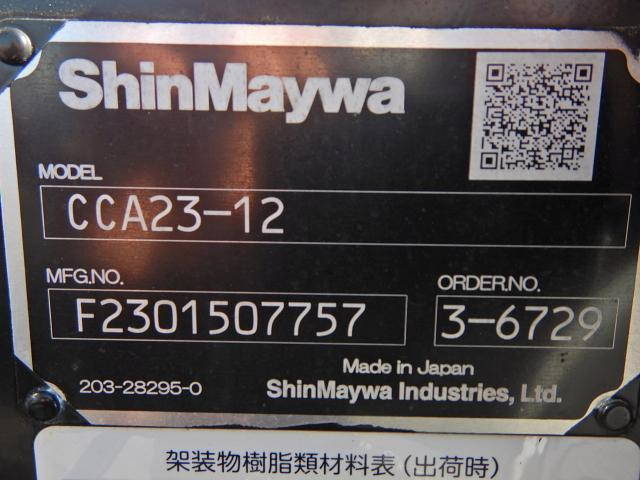 ShinMaywa
MODEL
CCA23-12
MFG.NO.
ORDER.NO.
F2301507757
3-6729
Made in Japan
203-28295-0
ShinMaywa Industries, Ltd.
架装物樹脂類材料表(出荷時)